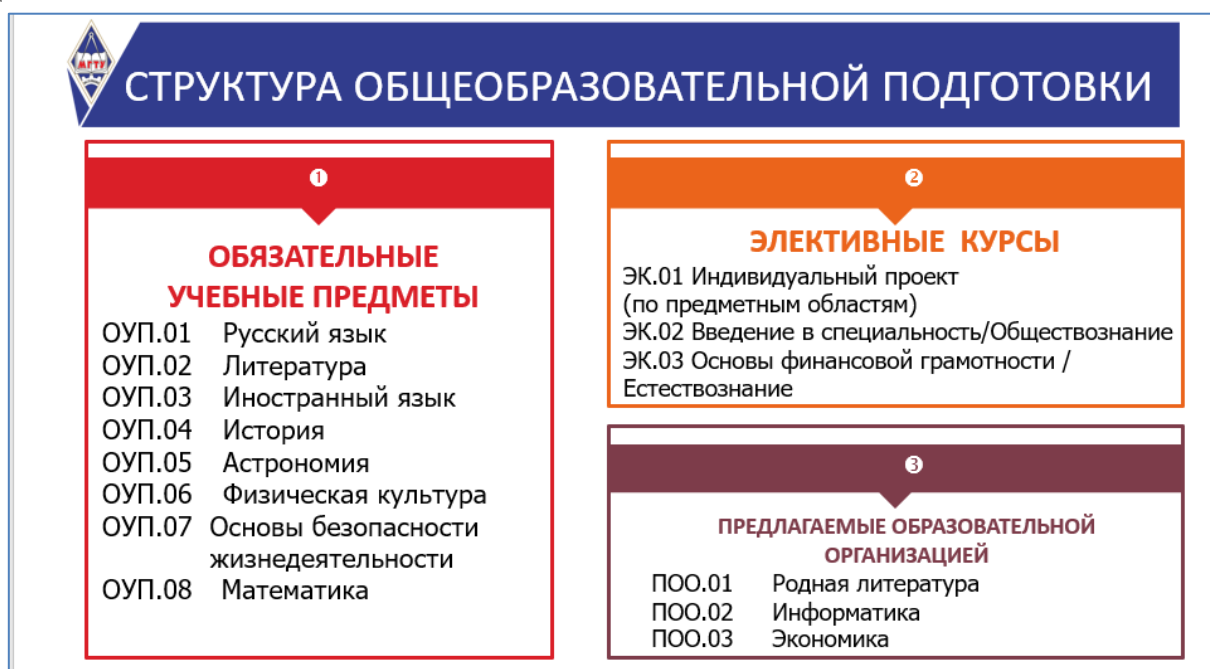 МГТУ
СТРУКТУРА ОБЩЕОБРАЗОВАТЕЛЬНОЙ ПОДГОТОВКИ
❶
ОБЯЗАТЕЛЬНЫЕ
УЧЕБНЫЕ ПРЕДМЕТЫ
ОУП.01 Русский язык
ОУП.02 Литература
ОУП.03 Иностранный язык
ОУП.04 История
ОУП.05 Астрономия
ОУП.06 Физическая культура
ОУП.07 Основы безопасности
жизнедеятельности
ОУП.08 Математика
❷
ЭЛЕКТИВНЫЕ КУРСЫ
ЭК.01 Индивидуальный проект
(по предметным областям)
ЭК.02 Введение в специальность/Обществознание
ЭК.03 Основы финансовой грамотности /
Естествознание
❸
ПРЕДЛАГАЕМЫЕ ОБРАЗОВАТЕЛЬНОЙ
ОРГАНИЗАЦИЕЙ
ПОО.01 Родная литература
ПОО.02 Информатика
ПОО.03 Экономика